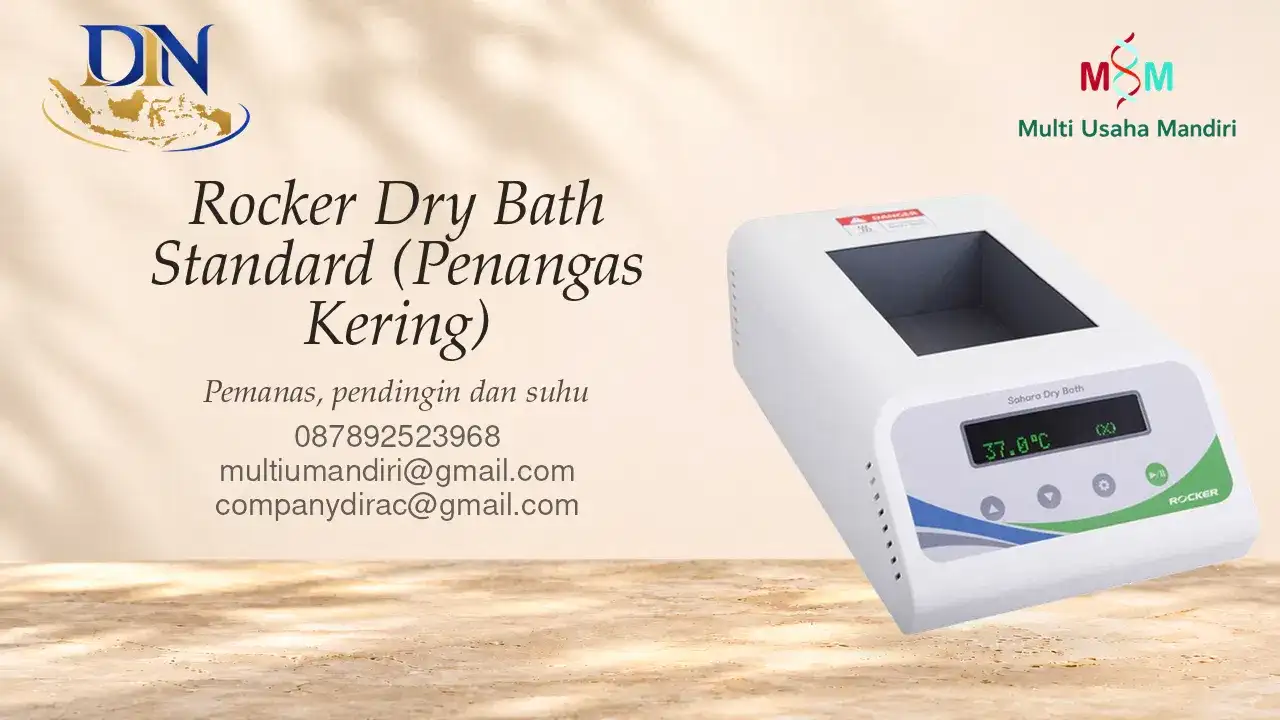 DIN
MSM
Multi Usaha Mandiri
Rocker Dry Bath
Standard (Penangas
Kering)
Pemanas, pendingin dan suhu
087892523968
multiumandiri@gmail.com
companydirac@gmail.com
DANGER
Sahara Dry Bath
37.0°C (X)
ROCKER